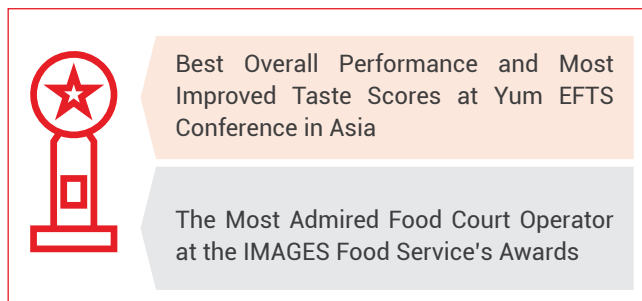 Best Overall Performance and Most
Improved Taste Scores at Yum EFTS
Conference in Asia
The Most Admired Food Court Operator
at the IMAGES Food Service's Awards